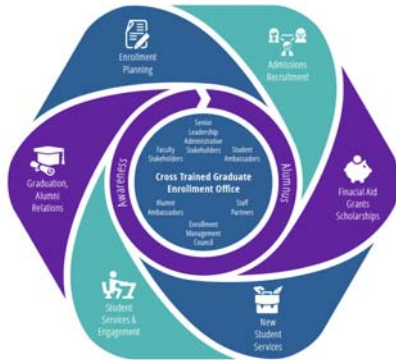 Enrollment
Planning
Admissions
Recruitment
Finacial Aid
Grants
Scholarships
New
Student
Services
Student
Services &
Engagement
Graduation,
Alumni
Relations
Awareness
Alumnus
Senior
Leadership
Administrative
Stakeholders
Faculty
Stakeholders
Student
Ambassadors
Cross Trained Graduate
Enrollment Office
Alumni
Ambassadors
Staff
Partners
Enrollment
Management
Council